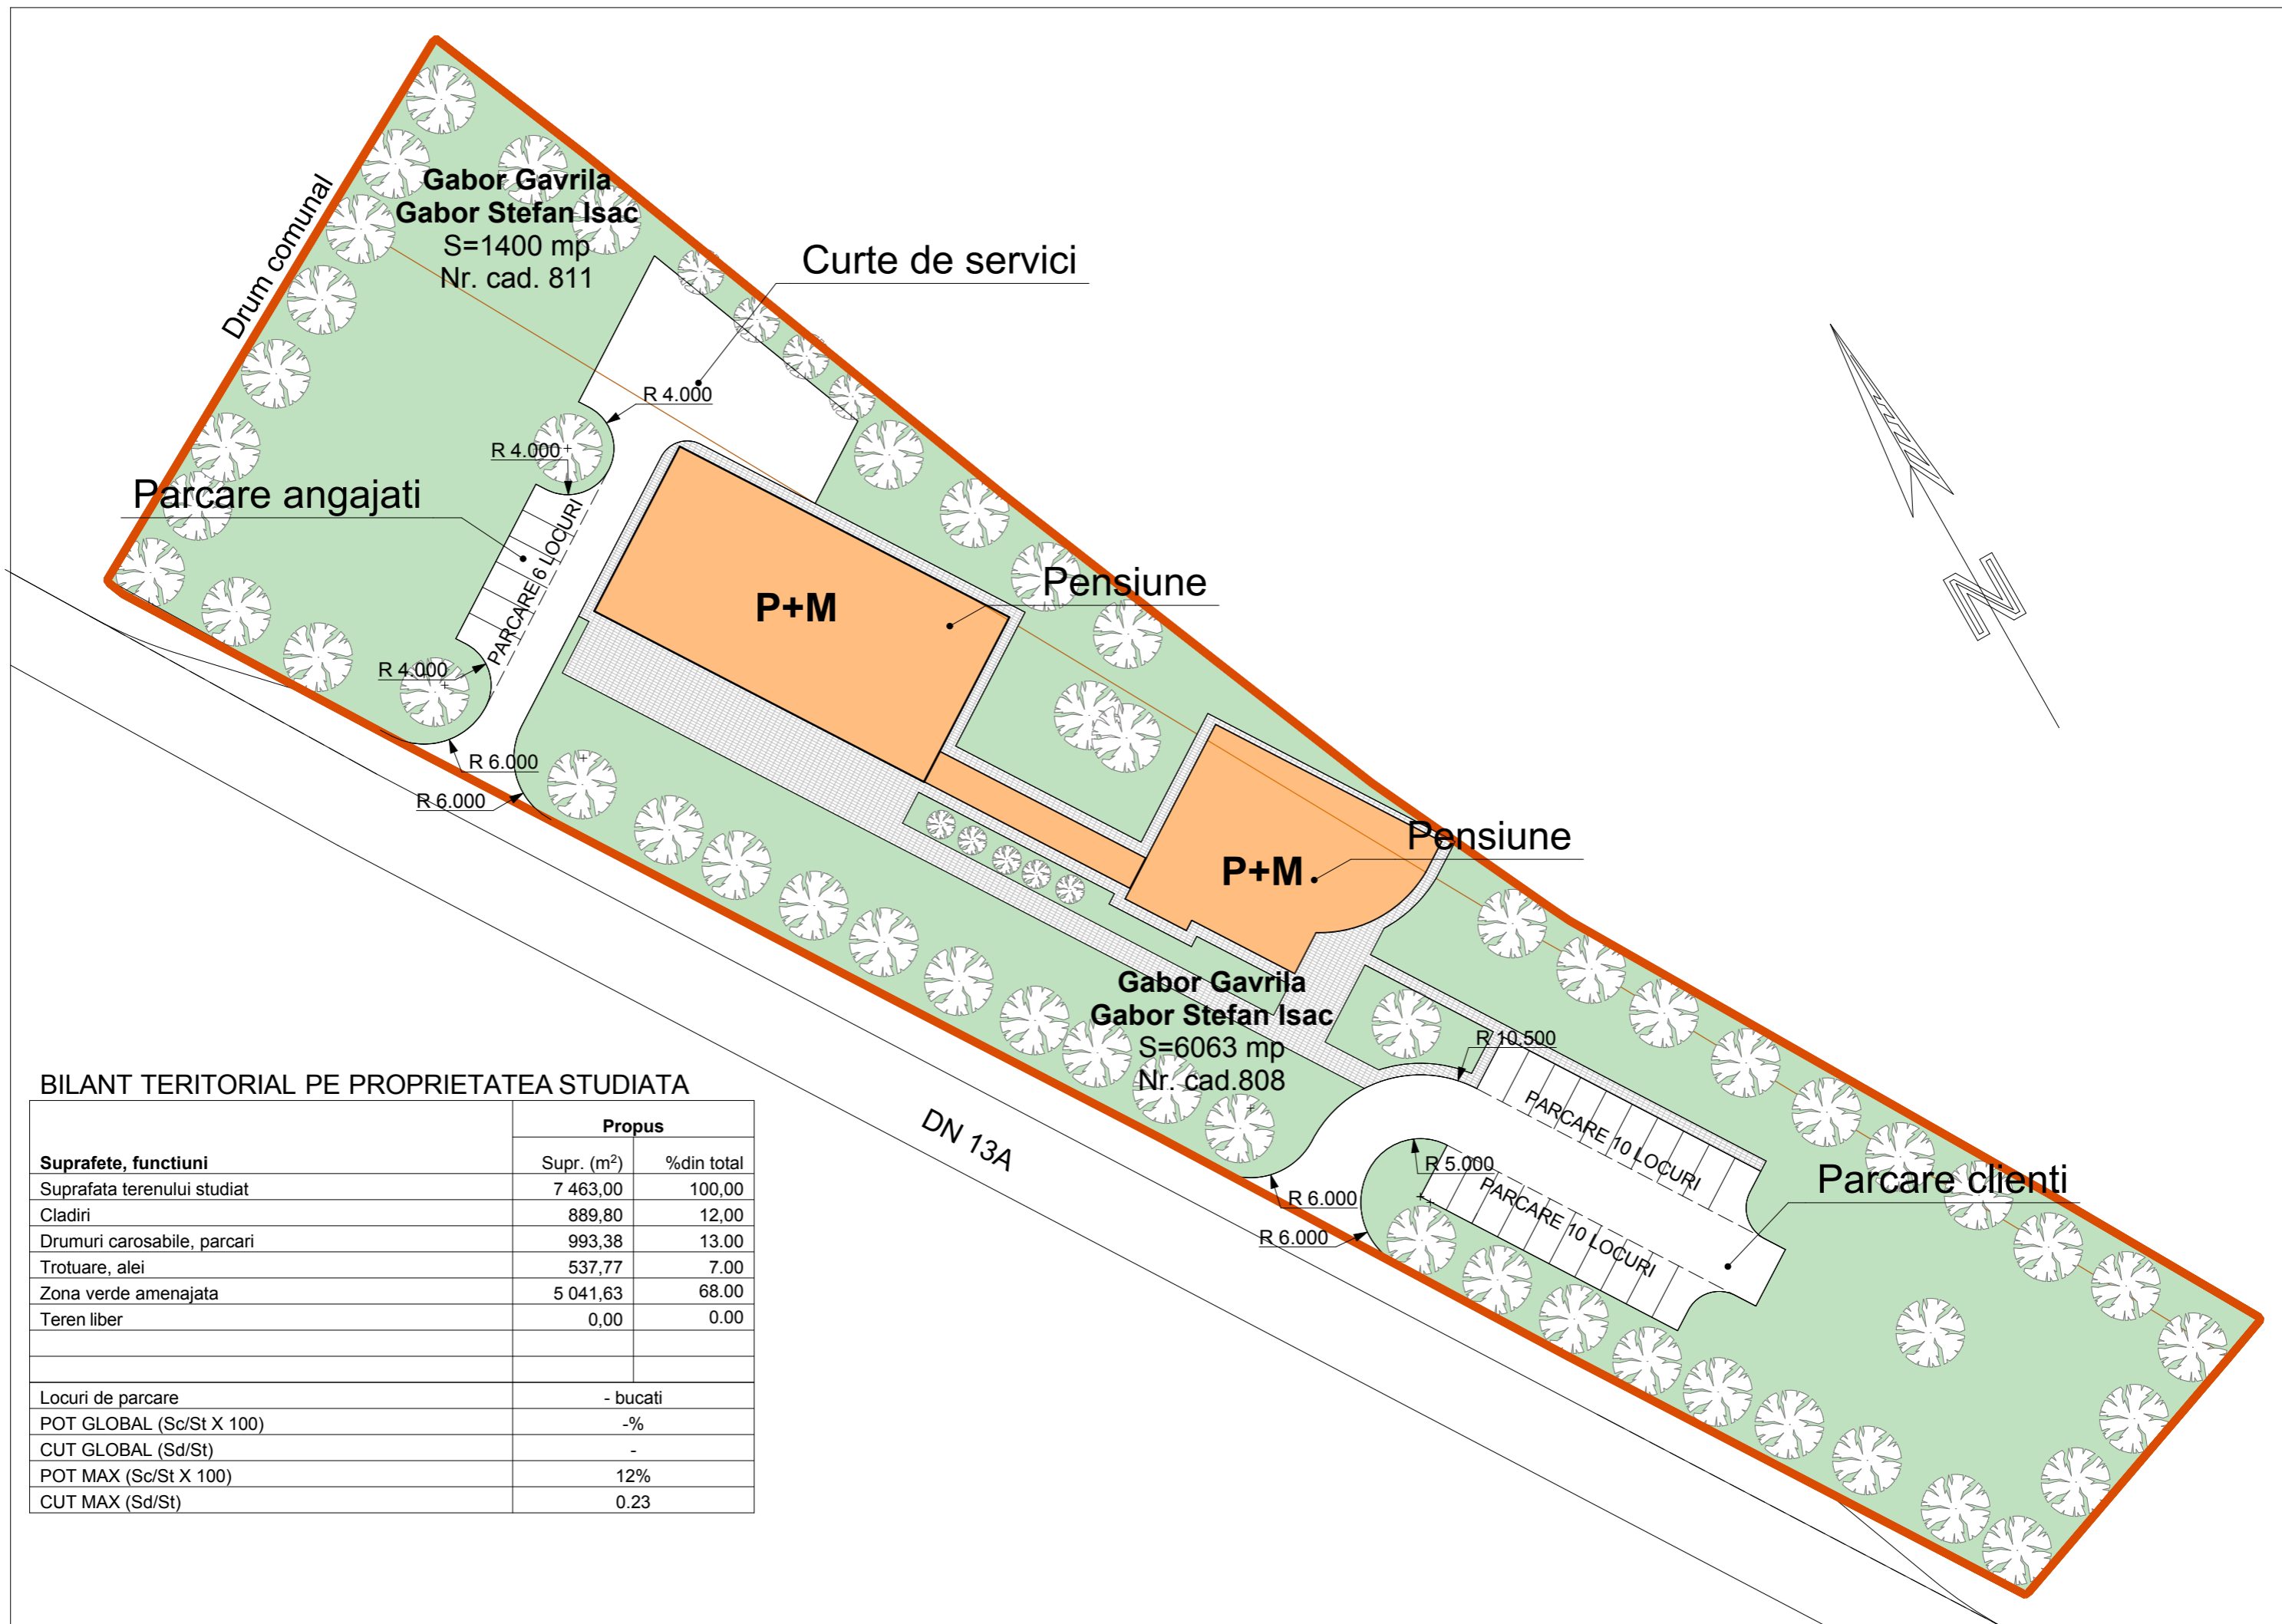 Gabor Gavrila
Gabor Stefan Isac
S=1400 mp
Nr. cad. 811
Drum comunal
Curte de servici
R 4.000
R 4.000
Parcare angajati
PARCARE 6 LOCURI
R 4.000
R 6.000
R 6.000
P+M
Pensiune
N
Pensiune
P+M
Gabor Gavrila
Gabor Stefan Isac
S=6063 mp
Nr. cad.808
R 10.500
PARCARE 10 LOCURI
R 5.000
PARCARE 10 LOCURI
Parcare clienti
R 6.000
R 6.000
DN 13A
BILANT TERITORIAL PE PROPRIETATEA STUDIATA
Propus
Suprafete, functiuni Supr. (m²) %din total
Suprafata terenului studiat 7 463,00 100,00
Cladiri 889,80 12,00
Drumuri carosabile, parcari 993,38 13.00
Trotuare, alei 537,77 7.00
Zona verde amenajata 5 041,63 68.00
Teren liber 0,00 0.00
Locuri de parcare - bucati
POT GLOBAL (Sc/St X 100) -%
CUT GLOBAL (Sd/St) -
POT MAX (Sc/St X 100) 12%
CUT MAX (Sd/St) 0.23